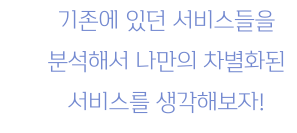 기존에 있던 서비스들을
분석해서 나만의 차별화된
서비스를 생각해보자!